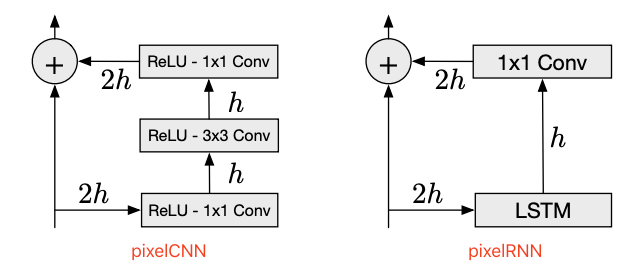 +
ReLU - 1x1 Conv
2h
h
ReLU - 3x3 Conv
h
2h
ReLU - 1x1 Conv
pixelCNN
+
1x1 Conv
2h
h
2h
LSTM
pixelRNN